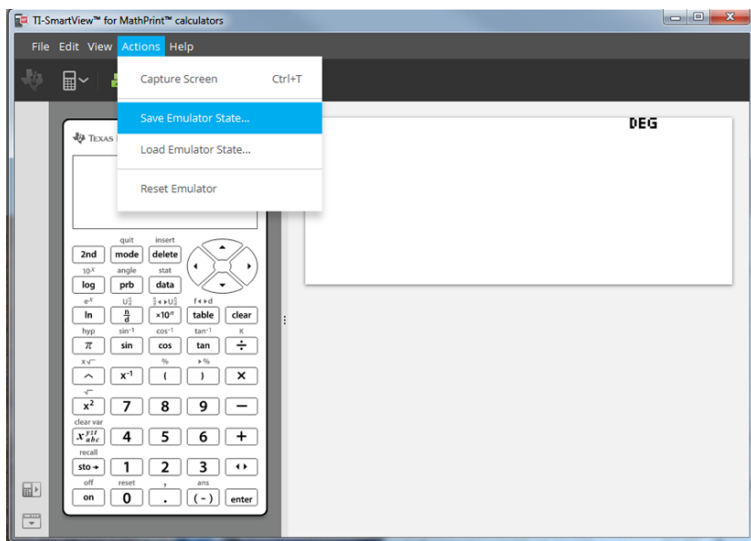 TI-SmartView™ for MathPrint™ calculators
File Edit View Actions Help
Capture Screen Ctrl+T
Save Emulator State...
Load Emulator State...
Reset Emulator
DEG
TEXAS
quit insert
2nd mode delete
10ˣ angle stat
log prb data
eˣ f◄►d
ln n/d ×10ⁿ table clear
hyp sin⁻¹ cos⁻¹ tan⁻¹ K
π sin cos tan ÷
x√ % ►%
^ x⁻¹ ( ) ×
√
x² 7 8 9 −
clear var
x yzt abc 4 5 6 +
recall
sto→ 1 2 3 ◄►
off reset , ans
on 0 . (-) enter